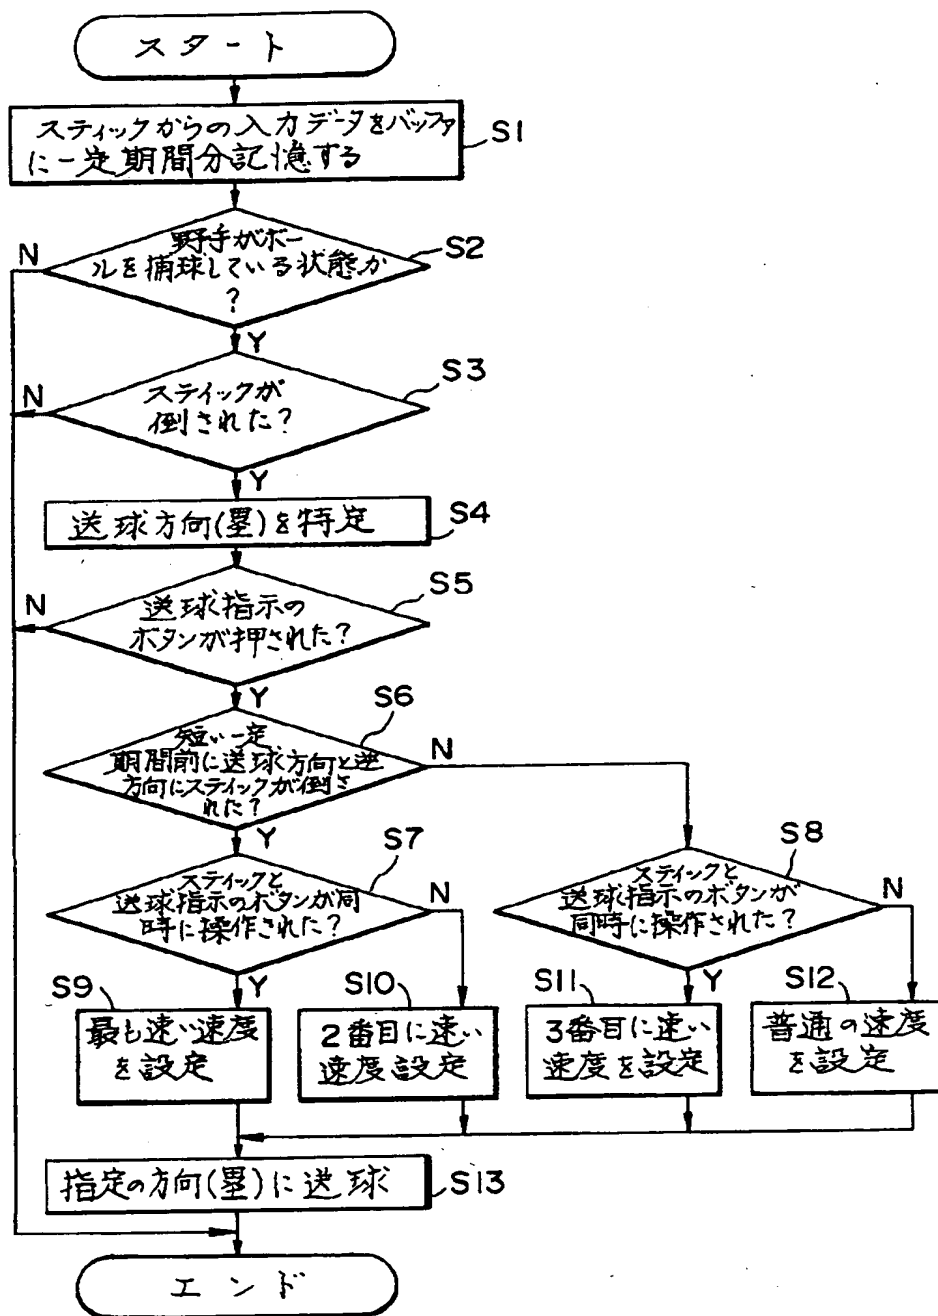 スタート
スティックからの入力データをバッファ
に一定期間分記憶する
S1
野手がボー
ルを捕球している状態か
?
S2
N
Y
スティックが
倒された?
S3
N
Y
送球方向(塁)を特定
S4
送球指示の
ボタンが押された?
S5
N
Y
短い一定
期間前に送球方向と逆
方向にスティックが倒さ
れた?
S6
N
Y
スティックと
送球指示のボタンが同
時に操作された?
S7
N
Y
スティックと
送球指示のボタンが
同時に操作された?
S8
N
Y
S9
最も速い速度
を設定
S10
2番目に速い
速度設定
S11
3番目に速い
速度を設定
S12
普通の速度
を設定
指定の方向(塁)に送球
S13
エンド